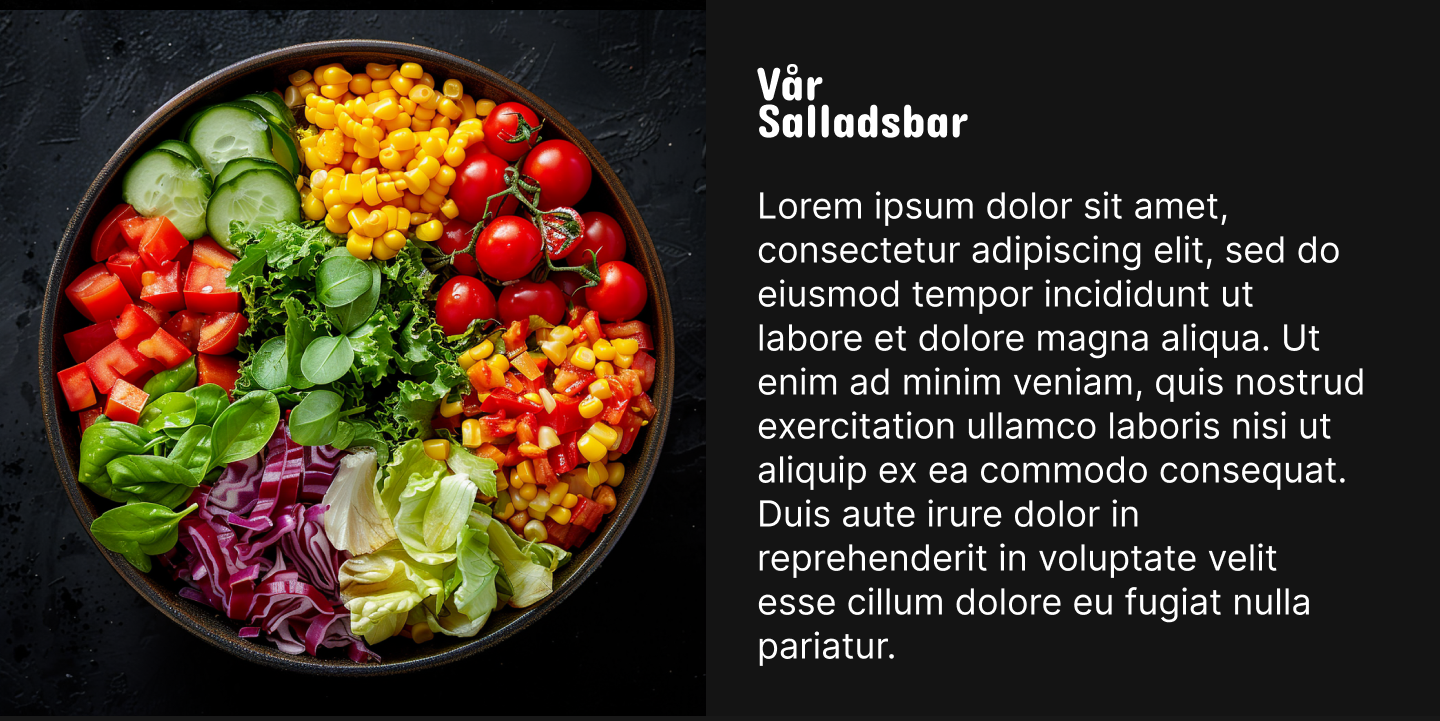 Vår
Salladsbar
Lorem ipsum dolor sit amet,
consectetur adipiscing elit, sed do
eiusmod tempor incididunt ut
labore et dolore magna aliqua. Ut
enim ad minim veniam, quis nostrud
exercitation ullamco laboris nisi ut
aliquip ex ea commodo consequat.
Duis aute irure dolor in
reprehenderit in voluptate velit
esse cillum dolore eu fugiat nulla
pariatur.